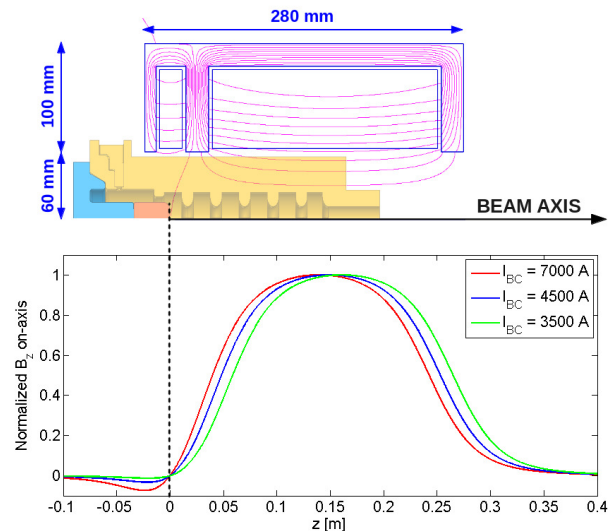 280 mm
100 mm
60 mm
BEAM AXIS
Normalized B_Z on-axis
1
0.8
0.6
0.4
0.2
0
I_BC = 7000 A
I_BC = 4500 A
I_BC = 3500 A
-0.1 -0.05 0 0.05 0.1 0.15 0.2 0.25 0.3 0.35 0.4
z [m]